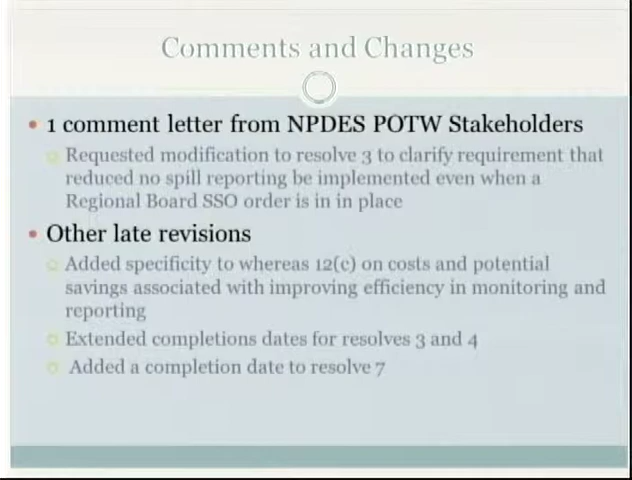 Comments and Changes
• 1 comment letter from NPDES POTW Stakeholders
Requested modification to resolve 3 to clarify requirement that
reduced no spill reporting be implemented even when a
Regional Board SSO order is in in place
• Other late revisions
Added specificity to whereas 12(c) on costs and potential
savings associated with improving efficiency in monitoring and
reporting
Extended completions dates for resolves 3 and 4
Added a completion date to resolve 7